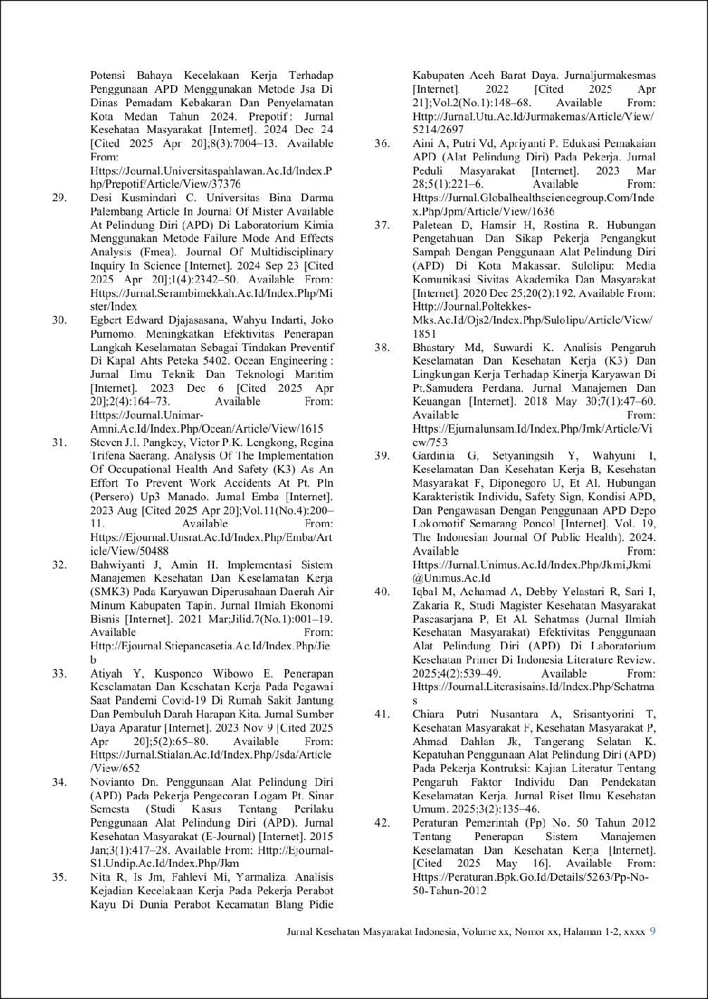 Potensi Bahaya Kecelakaan Kerja Terhadap
Penggunaan APD Menggunakan Metode Jsa Di
Dinas Pemadam Kebakaran Dan Penyelamatan
Kota Medan Tahun 2024. Prepotif : Jurnal
Kesehatan Masyarakat [Internet]. 2024 Dec 24
[Cited 2025 Apr 20];8(3):7004–13. Available
From:
Https://Journal.Universitaspahlawan.Ac.Id/Index.P
hp/Prepotif/Article/View/37376
29. Desi Kusmindari C. Universitas Bina Darma
Palembang Article In Journal Of Mister Available
At Pelindung Diri (APD) Di Laboratorium Kimia
Menggunakan Metode Failure Mode And Effects
Analysis (Fmea). Journal Of Multidisciplinary
Inquiry In Science [Internet]. 2024 Sep 23 [Cited
2025 Apr 20];1(4):2342–50. Available From:
Https://Jurnal.Serambimekkah.Ac.Id/Index.Php/Mi
ster/Index
30. Egbert Edward Djajasasana, Wahyu Indarti, Joko
Purnomo. Meningkatkan Efektivitas Penerapan
Langkah Keselamatan Sebagai Tindakan Preventif
Di Kapal Ahts Peteka 5402. Ocean Engineering :
Jurnal Ilmu Teknik Dan Teknologi Maritim
[Internet]. 2023 Dec 6 [Cited 2025 Apr
20];2(4):164–73. Available From:
Https://Journal.Unimar-
Amni.Ac.Id/Index.Php/Ocean/Article/View/1615
31. Steven J.I. Pangkey, Victor P.K. Lengkong, Regina
Trifena Saerang. Analysis Of The Implementation
Of Occupational Health And Safety (K3) As An
Effort To Prevent Work Accidents At Pt. Pln
(Persero) Up3 Manado. Jurnal Emba [Internet].
2023 Aug [Cited 2025 Apr 20];Vol.11(No.4):200–
11. Available From:
Https://Ejournal.Unsrat.Ac.Id/Index.Php/Emba/Art
icle/View/50488
32. Bahwiyanti J, Amin H. Implementasi Sistem
Manajemen Kesehatan Dan Keselamatan Kerja
(SMK3) Pada Karyawan Diperusahaan Daerah Air
Minum Kabupaten Tapin. Jurnal Ilmiah Ekonomi
Bisnis [Internet]. 2021 Mar;Jilid.7(No.1):001–19.
Available From:
Http://Ejournal.Stiepancasetia.Ac.Id/Index.Php/Jie
b
33. Atiyah Y, Kusponco Wibowo E. Penerapan
Keselamatan Dan Kesehatan Kerja Pada Pegawai
Saat Pandemi Covid-19 Di Rumah Sakit Jantung
Dan Pembuluh Darah Harapan Kita. Jurnal Sumber
Daya Aparatur [Internet]. 2023 Nov 9 [Cited 2025
Apr 20];5(2):65–80. Available From:
Https://Jurnal.Stialan.Ac.Id/Index.Php/Jsda/Article
/View/652
34. Novianto Dn. Penggunaan Alat Pelindung Diri
(APD) Pada Pekerja Pengecoran Logam Pt. Sinar
Semesta (Studi Kasus Tentang Perilaku
Penggunaan Alat Pelindung Diri (APD). Jurnal
Kesehatan Masyarakat (E-Journal) [Internet]. 2015
Jan;3(1):417–28. Available From: Http://Ejournal-
S1.Undip.Ac.Id/Index.Php/Jkm
35. Nita R, Is Jm, Fahlevi Mi, Yarmaliza. Analisis
Kejadian Kecelakaan Kerja Pada Pekerja Perabot
Kayu Di Dunia Perabot Kecamatan Blang Pidie
Kabupaten Aceh Barat Daya. Jurnaljurmakesmas
[Internet]. 2022 [Cited 2025 Apr
21];Vol.2(No.1):148–68. Available From:
Http://Jurnal.Utu.Ac.Id/Jurmakemas/Article/View/
5214/2697
36. Aini A, Putri Vd, Apriyanti P. Edukasi Pemakaian
APD (Alat Pelindung Diri) Pada Pekerja. Jurnal
Peduli Masyarakat [Internet]. 2023 Mar
28;5(1):221–6. Available From:
Https://Jurnal.Globalhealthsciencegroup.Com/Inde
x.Php/Jpm/Article/View/1636
37. Paletean D, Hamsir H, Rostina R. Hubungan
Pengetahuan Dan Sikap Pekerja Pengangkut
Sampah Dengan Penggunaan Alat Pelindung Diri
(APD) Di Kota Makassar. Sulolipu: Media
Komunikasi Sivitas Akademika Dan Masyarakat
[Internet]. 2020 Dec 25;20(2):192. Available From:
Http://Journal.Poltekkes-
Mks.Ac.Id/Ojs2/Index.Php/Sulolipu/Article/View/
1851
38. Bhastary Md, Suwardi K. Analisis Pengaruh
Keselamatan Dan Kesehatan Kerja (K3) Dan
Lingkungan Kerja Terhadap Kinerja Karyawan Di
Pt.Samudera Perdana. Jurnal Manajemen Dan
Keuangan [Internet]. 2018 May 30;7(1):47–60.
Available From:
Https://Ejurnalunsam.Id/Index.Php/Jmk/Article/Vi
ew/753
39. Gardinia G, Setyaningsih Y, Wahyuni I,
Keselamatan Dan Kesehatan Kerja B, Kesehatan
Masyarakat F, Diponegoro U, Et Al. Hubungan
Karakteristik Individu, Safety Sign, Kondisi APD,
Dan Pengawasan Dengan Penggunaan APD Depo
Lokomotif Semarang Poncol [Internet]. Vol. 19,
The Indonesian Journal Of Public Health). 2024.
Available From:
Https://Jurnal.Unimus.Ac.Id/Index.Php/Jkmi,Jkmi
@Unimus.Ac.Id
40. Iqbal M, Achamad A, Debby Yelastari R, Sari I,
Zakaria R, Studi Magister Kesehatan Masyarakat
Pascasarjana P, Et Al. Sehatmas (Jurnal Ilmiah
Kesehatan Masyarakat) Efektivitas Penggunaan
Alat Pelindung Diri (APD) Di Laboratorium
Kesehatan Primer Di Indonesia Literature Review.
2025;4(2):539–49. Available From:
Https://Journal.Literasisains.Id/Index.Php/Sehatma
s
41. Chiara Putri Nusantara A, Srisantyorini T,
Kesehatan Masyarakat F, Kesehatan Masyarakat P,
Ahmad Dahlan Jk, Tangerang Selatan K.
Kepatuhan Penggunaan Alat Pelindung Diri (APD)
Pada Pekerja Kontruksi: Kajian Literatur Tentang
Pengaruh Faktor Individu Dan Pendekatan
Keselamatan Kerja. Jurnal Riset Ilmu Kesehatan
Umum. 2025;3(2):135–46.
42. Peraturan Pemerintah (Pp) No. 50 Tahun 2012
Tentang Penerapan Sistem Manajemen
Keselamatan Dan Kesehatan Kerja [Internet].
[Cited 2025 May 16]. Available From:
Https://Peraturan.Bpk.Go.Id/Details/5263/Pp-No-
50-Tahun-2012
Jurnal Kesehatan Masyarakat Indonesia, Volume xx, Nomor xx, Halaman 1-2, xxxx 9